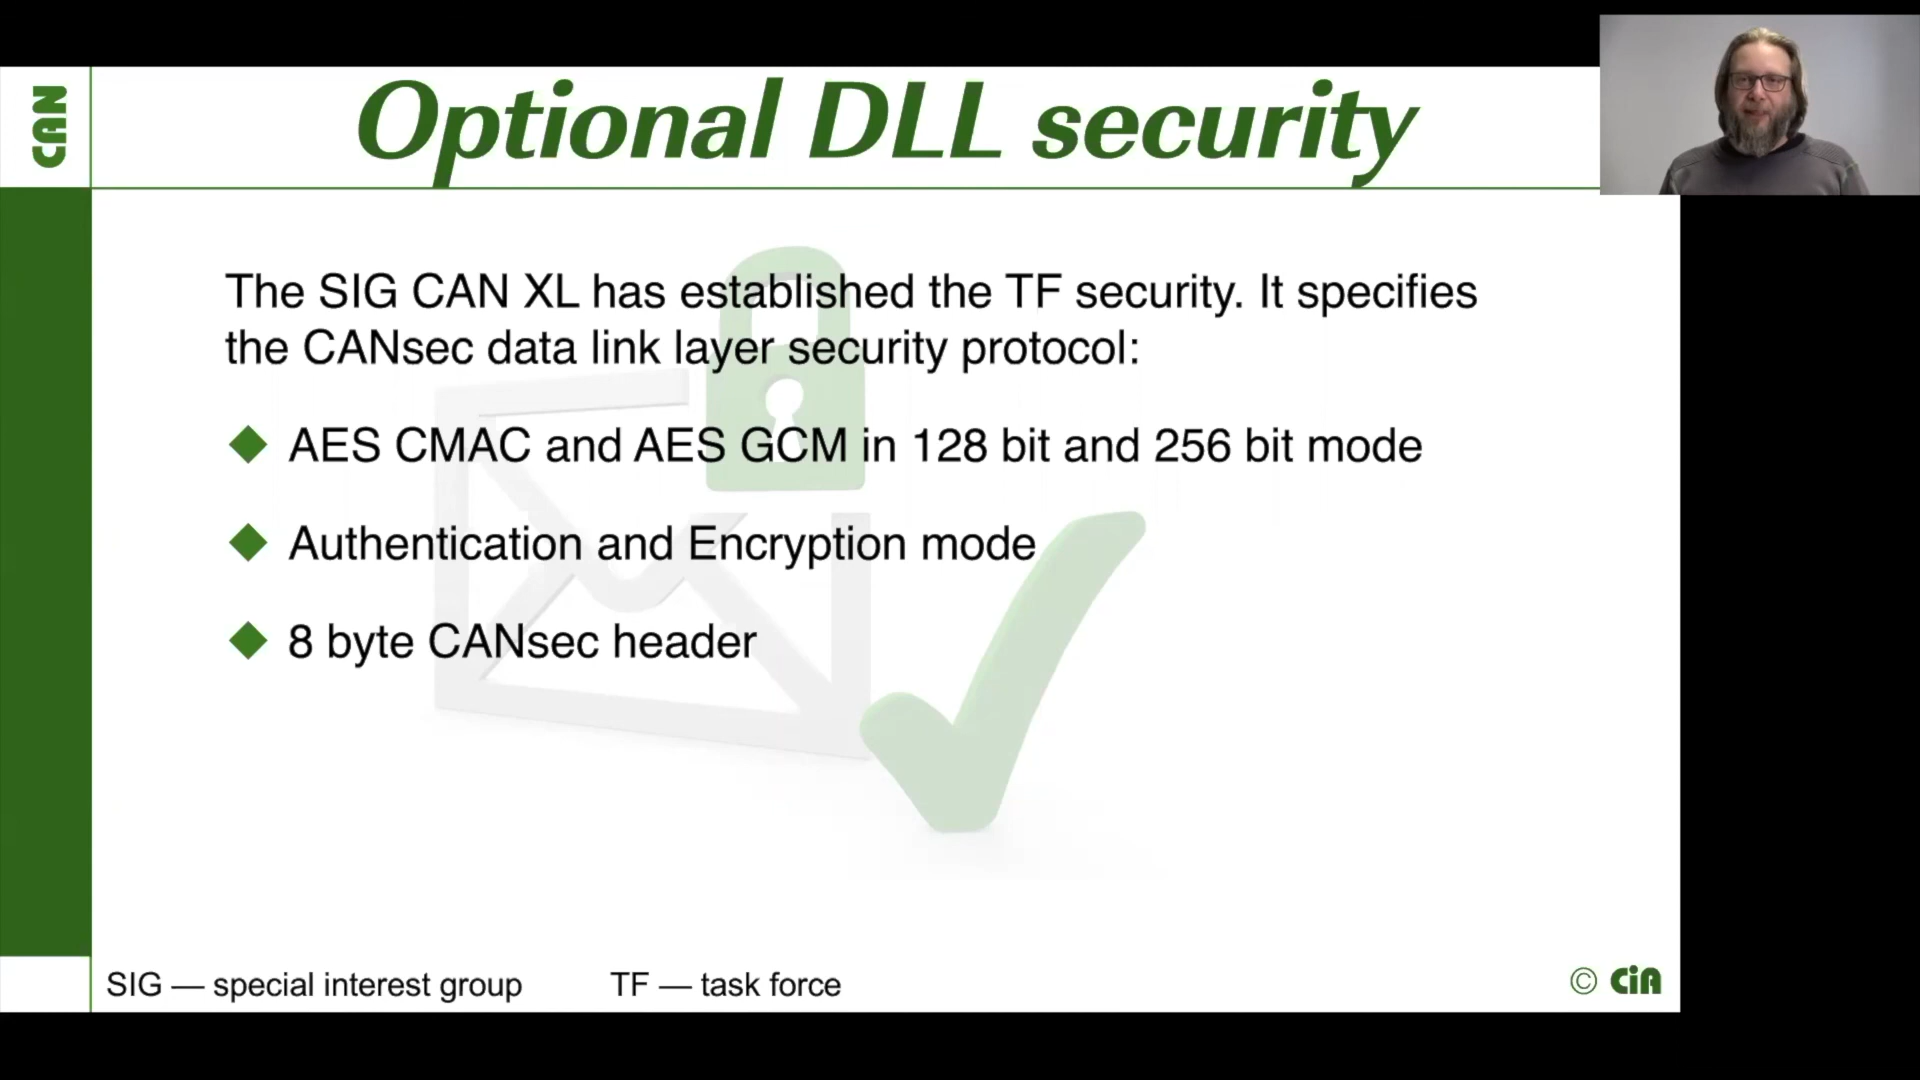 CAN
Optional DLL security
The SIG CAN XL has established the TF security. It specifies
the CANsec data link layer security protocol:
AES CMAC and AES GCM in 128 bit and 256 bit mode
Authentication and Encryption mode
8 byte CANsec header
SIG — special interest group TF — task force
© CiA